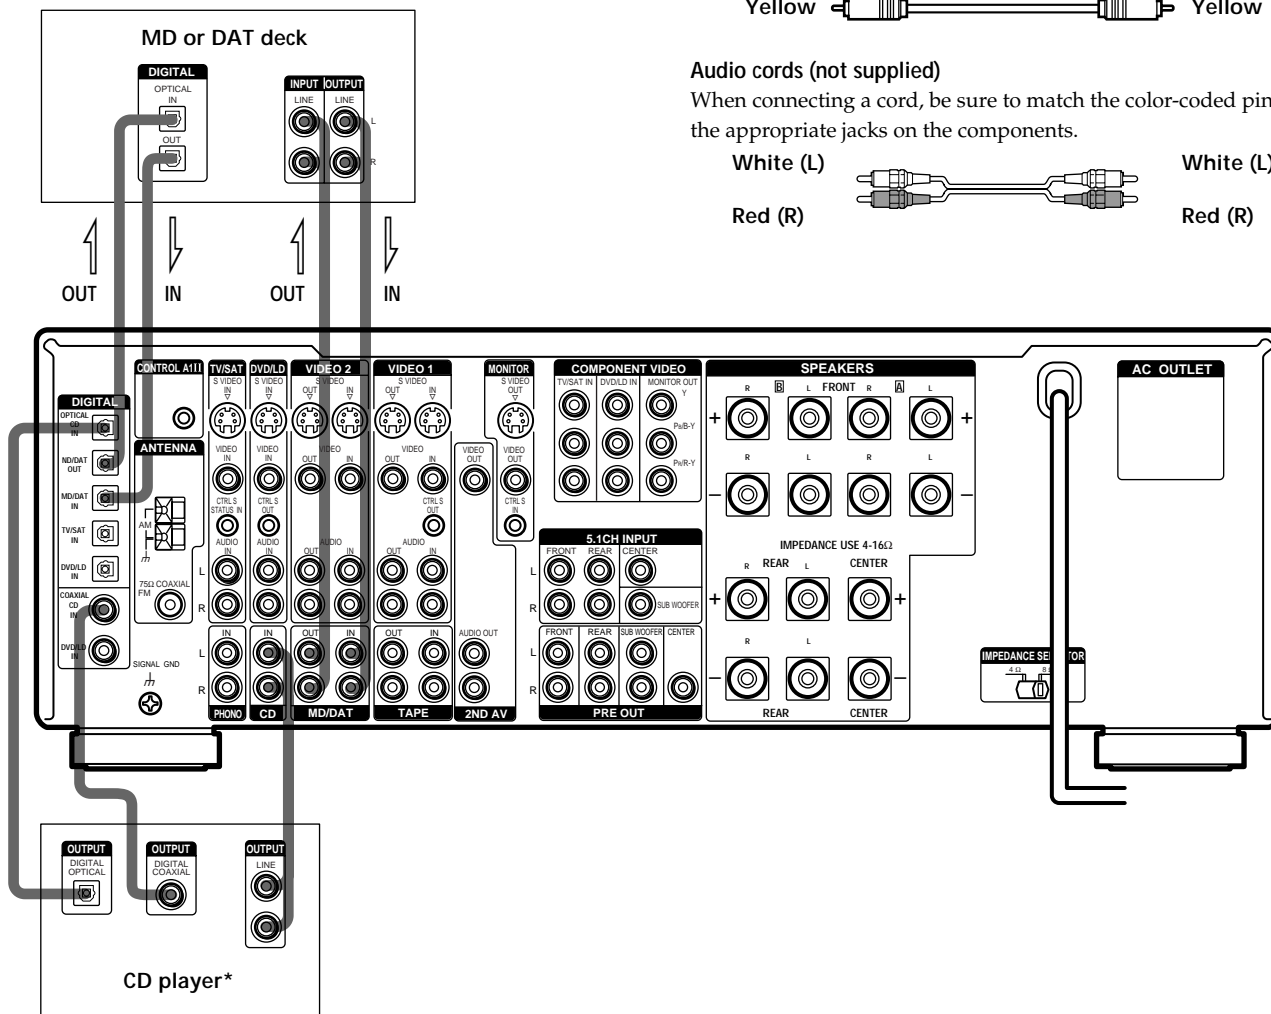 Yellow Yellow
Audio cords (not supplied)
When connecting a cord, be sure to match the color-coded pin
the appropriate jacks on the components.
White (L) White (L)
Red (R) Red (R)
MD or DAT deck
DIGITAL
OPTICAL
IN
OUT
INPUT OUTPUT
LINE LINE
L
R
OUT IN OUT IN
DIGITAL
OPTICAL
CD
IN
ND/DAT
OUT
MD/DAT
IN
TV/SAT
IN
DVD/LD
IN
COAXIAL
CD
IN
DVD/LD
IN
CONTROL A1II
ANTENNA
AM
75Ω COAXIAL
FM
SIGNAL GND
TV/SAT
S VIDEO
IN
VIDEO
IN
CTRL S
STATUS IN
AUDIO
IN
L
R
DVD/LD
S VIDEO
IN
VIDEO
IN
CTRL S
OUT
AUDIO
IN
VIDEO 2
S VIDEO
OUT IN
VIDEO
OUT IN
AUDIO
OUT IN
VIDEO 1
S VIDEO
OUT IN
VIDEO
OUT IN
CTRL S
OUT
AUDIO
OUT IN
MONITOR
S VIDEO
OUT
VIDEO
OUT
VIDEO
OUT
CTRL S
IN
IN IN OUT IN OUT IN AUDIO OUT
L
R
PHONO CD MD/DAT TAPE 2ND AV
COMPONENT VIDEO
TV/SAT IN DVD/LD IN MONITOR OUT
Y
PB/B-Y
PR/R-Y
5.1CH INPUT
FRONT REAR CENTER
L
R SUB WOOFER
FRONT REAR SUB WOOFER CENTER
L
R
PRE OUT
SPEAKERS
R B L FRONT R A L
+ +
R L R L
– –
IMPEDANCE USE 4-16Ω
R REAR L CENTER
+ +
R L
– –
REAR CENTER
AC OUTLET
4 Ω 8
OUTPUT
DIGITAL
OPTICAL
OUTPUT
DIGITAL
COAXIAL
OUTPUT
LINE
CD player*